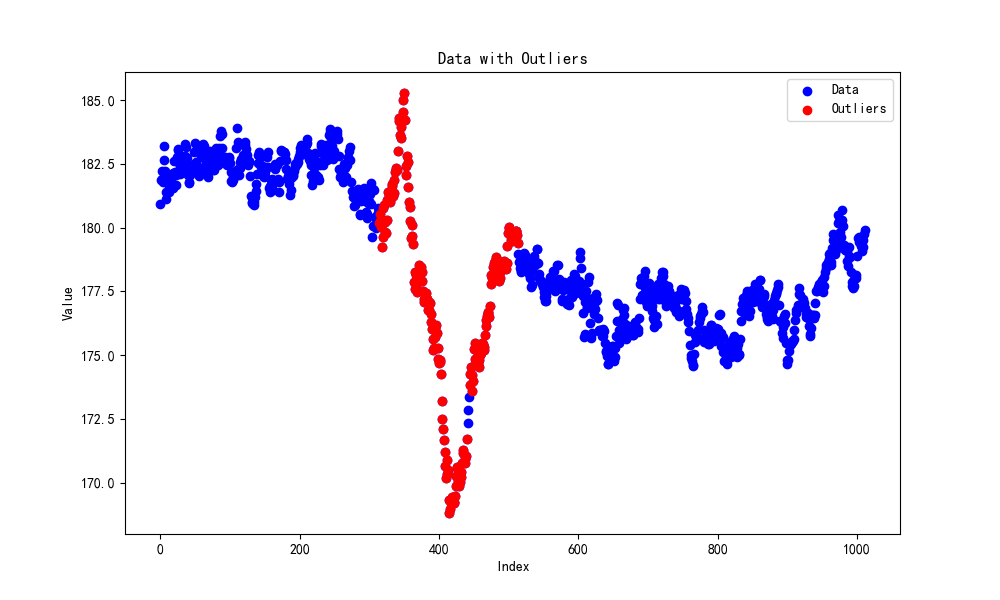 Data with Outliers
Data
Outliers
185.0
182.5
180.0
177.5
175.0
172.5
170.0
Value
0 200 400 600 800 1000
Index